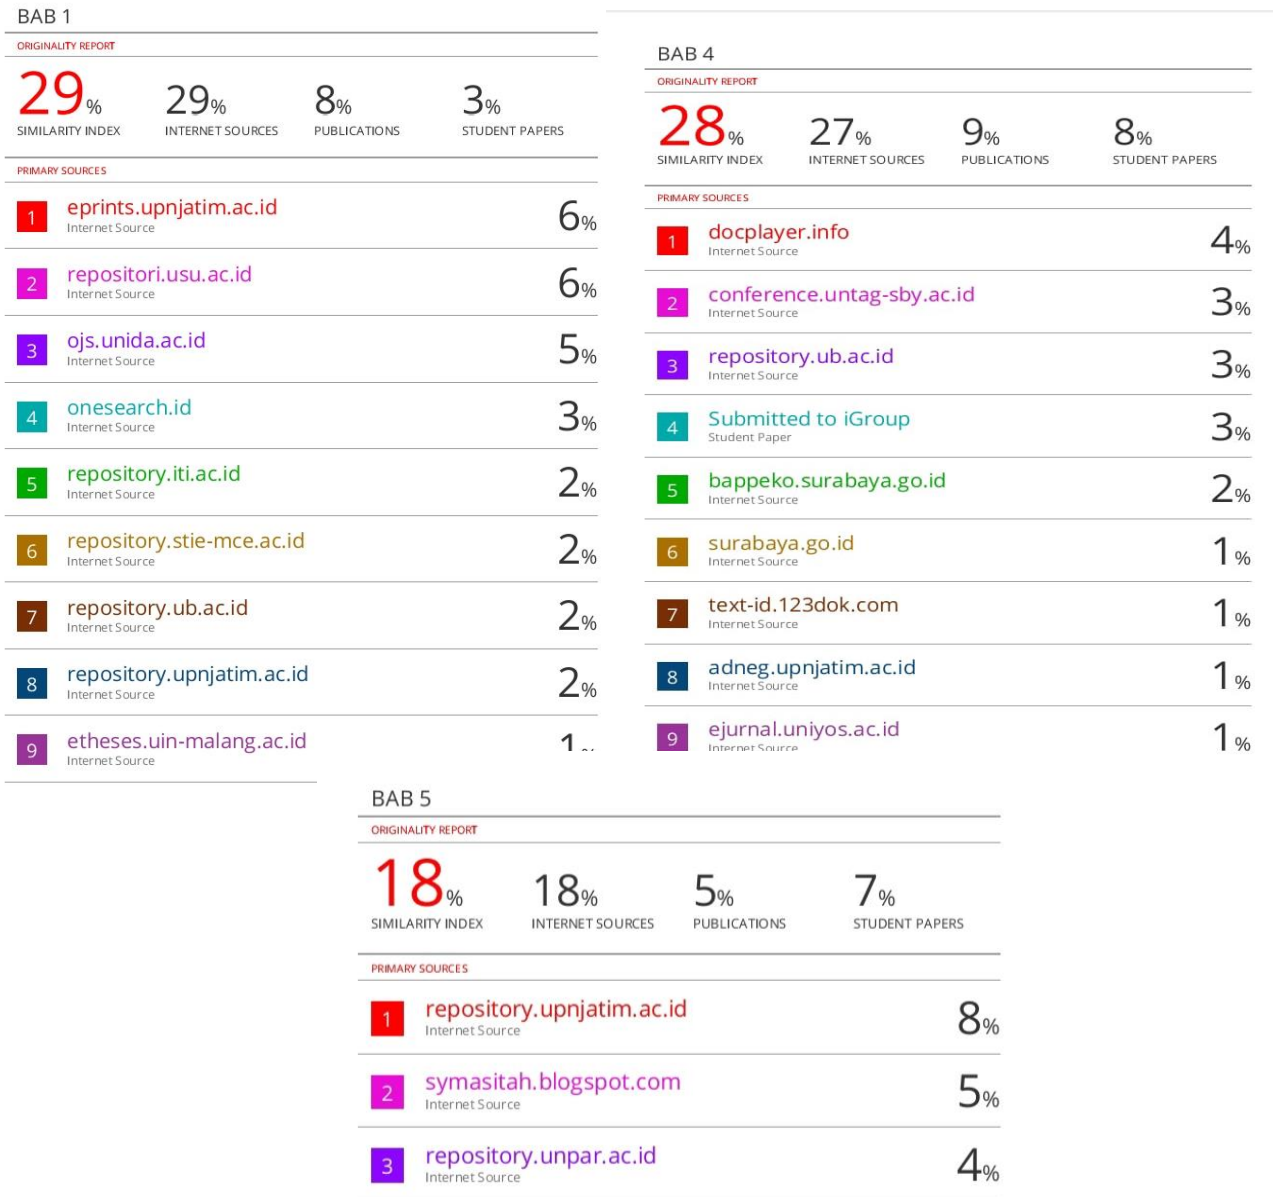 BAB 1
ORIGINALITY REPORT
29% 29% 8% 3%
SIMILARITY INDEX INTERNET SOURCES PUBLICATIONS STUDENT PAPERS
PRIMARY SOURCES
1 eprints.upnjatim.ac.id 6%
Internet Source
2 repositori.usu.ac.id 6%
Internet Source
3 ojs.unida.ac.id 5%
Internet Source
4 onesearch.id 3%
Internet Source
5 repository.iti.ac.id 2%
Internet Source
6 repository.stie-mce.ac.id 2%
Internet Source
7 repository.ub.ac.id 2%
Internet Source
8 repository.upnjatim.ac.id 2%
Internet Source
9 etheses.uin-malang.ac.id 1%
Internet Source
BAB 4
ORIGINALITY REPORT
28% 27% 9% 8%
SIMILARITY INDEX INTERNET SOURCES PUBLICATIONS STUDENT PAPERS
PRIMARY SOURCES
1 docplayer.info 4%
Internet Source
2 conference.untag-sby.ac.id 3%
Internet Source
3 repository.ub.ac.id 3%
Internet Source
4 Submitted to iGroup 3%
Student Paper
5 bappeko.surabaya.go.id 2%
Internet Source
6 surabaya.go.id 1%
Internet Source
7 text-id.123dok.com 1%
Internet Source
8 adneg.upnjatim.ac.id 1%
Internet Source
9 ejurnal.uniyos.ac.id 1%
Internet Source
BAB 5
ORIGINALITY REPORT
18% 18% 5% 7%
SIMILARITY INDEX INTERNET SOURCES PUBLICATIONS STUDENT PAPERS
PRIMARY SOURCES
1 repository.upnjatim.ac.id 8%
Internet Source
2 symasitah.blogspot.com 5%
Internet Source
3 repository.unpar.ac.id 4%
Internet Source